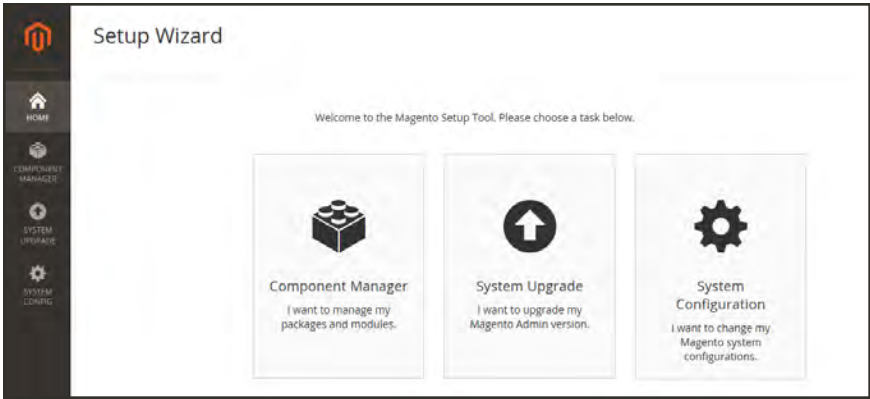 Setup Wizard
HOME
COMPONENT
MANAGER
SYSTEM
UPGRADE
SYSTEM
CONFIG
Welcome to the Magento Setup Tool. Please choose a task below.
Component Manager
I want to manage my
packages and modules.
System Upgrade
I want to upgrade my
Magento Admin version.
System
Configuration
I want to change my
Magento system
configurations.